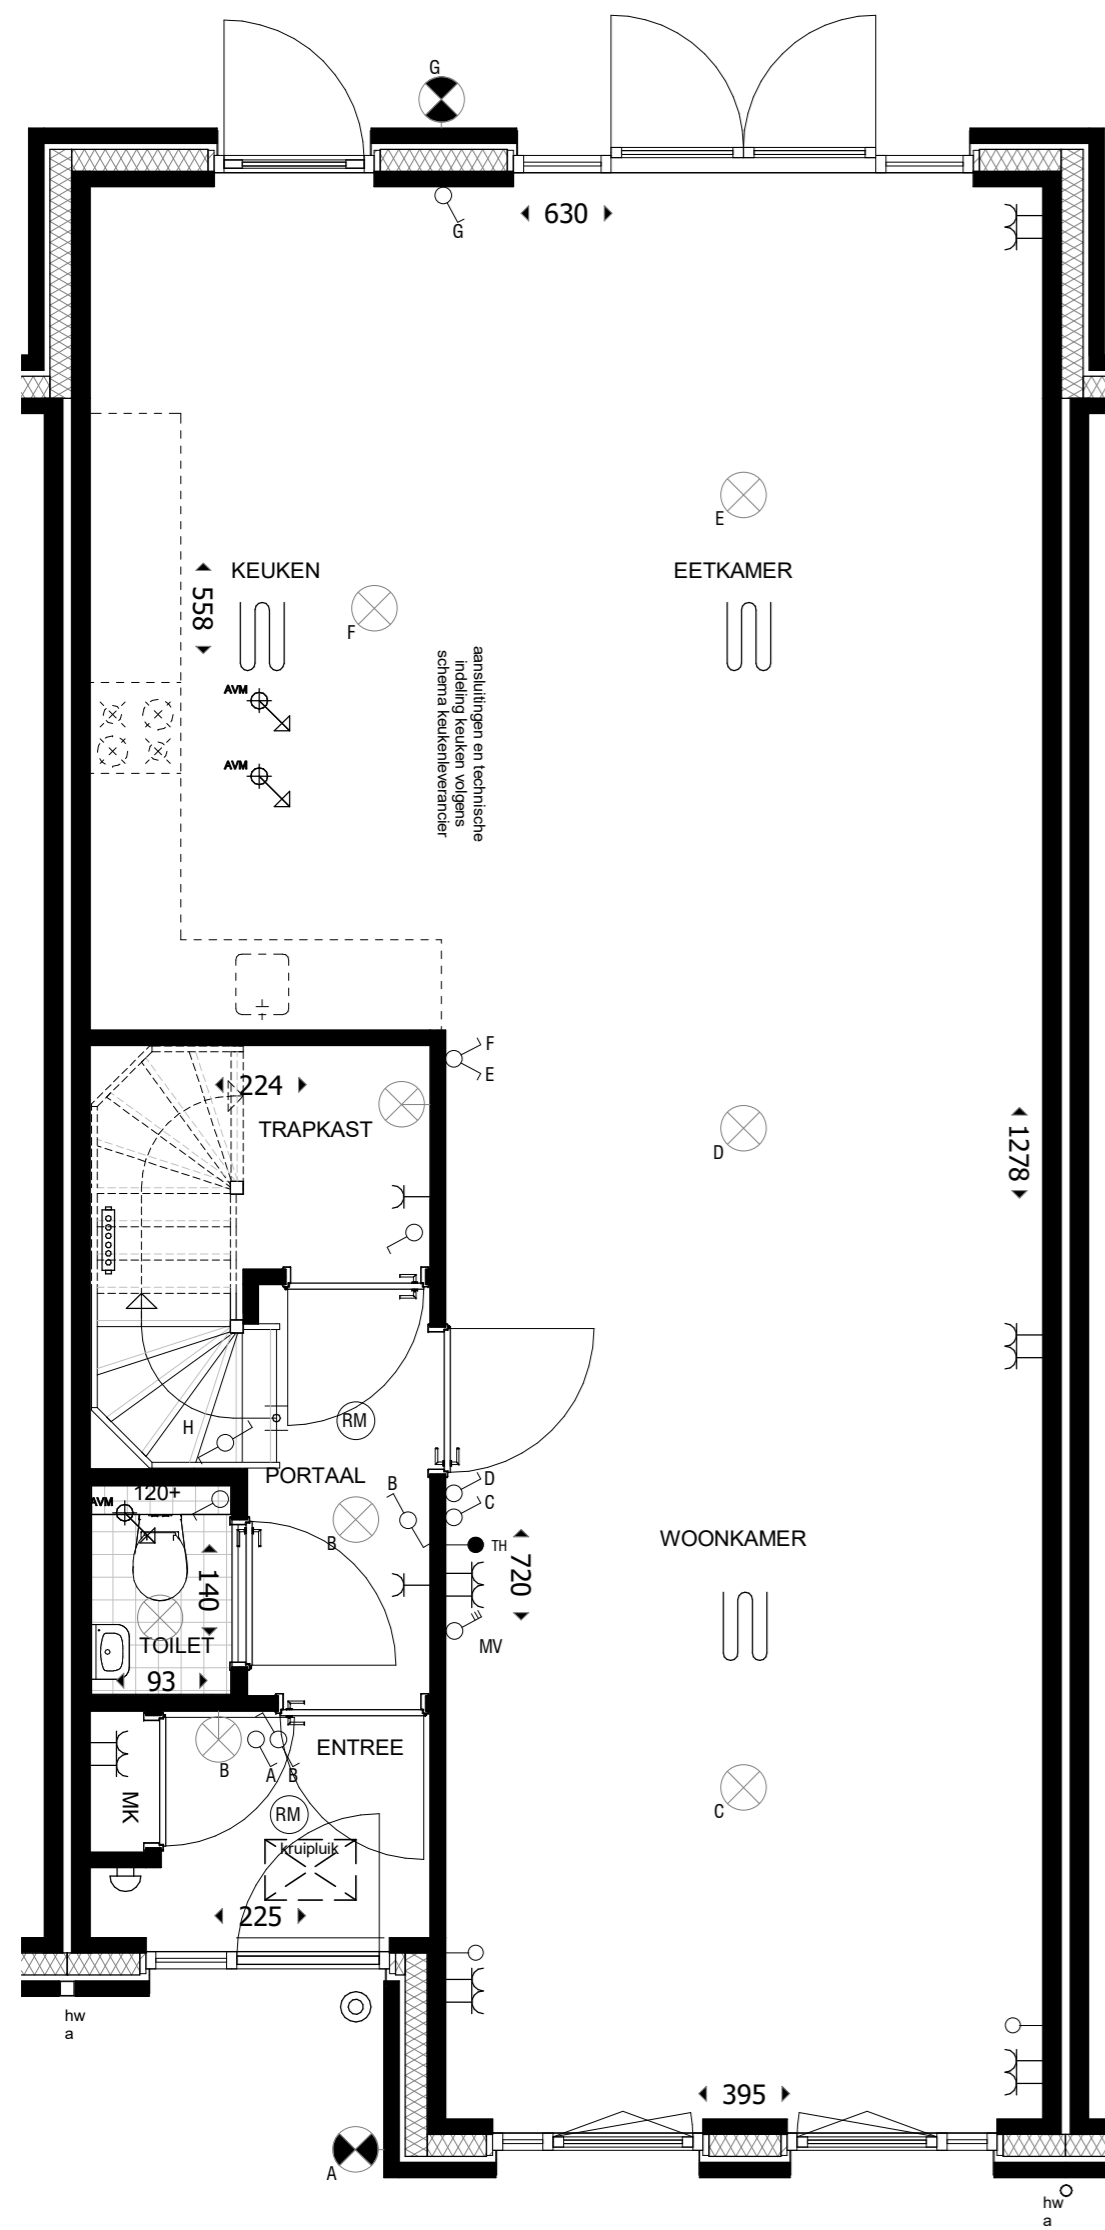 G
G
630
E
KEUKEN
EETKAMER
558
F
AVM
AVM
aansluitingen en technische
indeling keuken volgens
schema keukenleverancier
F
E
224
TRAPKAST
D
1278
RM
H
PORTAAL
D
C
B
B
120+
AVM
TH
WOONKAMER
720
140
TOILET
MV
93
ENTREE
B
A
B
MK
RM
C
kruipluik
225
hw
a
395
A
hw
a